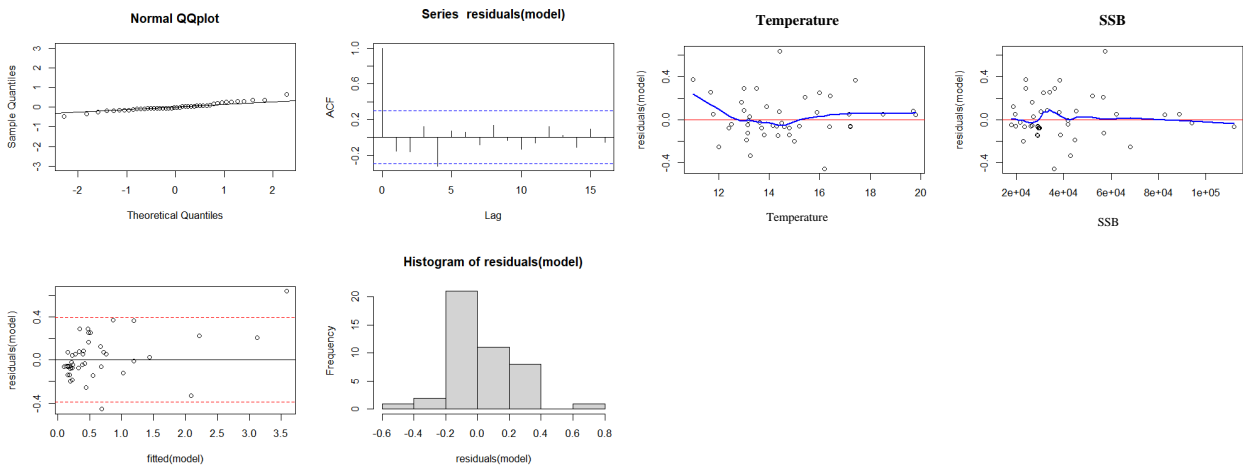 Normal QQplot
Sample Quantiles
3
2
1
0
-1
-2
-3
-2
-1
0
1
2
Theoretical Quantiles
Series residuals(model)
ACF
1.0
0.6
0.2
-0.2
0
5
10
15
Lag
Temperature
residuals(model)
0.4
0.0
-0.4
12
14
16
18
20
Temperature
SSB
residuals(model)
0.4
0.0
-0.4
2e+04
4e+04
6e+04
8e+04
1e+05
SSB
residuals(model)
0.4
0.0
-0.4
0.0
0.5
1.0
1.5
2.0
2.5
3.0
3.5
fitted(model)
Histogram of residuals(model)
Frequency
20
15
10
5
0
-0.6
-0.4
-0.2
0.0
0.2
0.4
0.6
0.8
residuals(model)